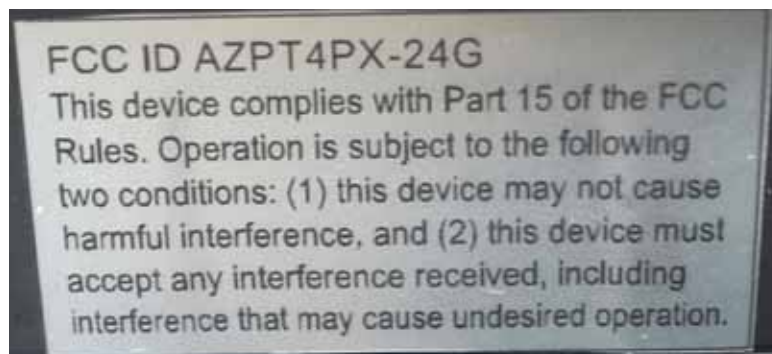 FCC ID AZPT4PX-24G
This device complies with Part 15 of the FCC
Rules. Operation is subject to the following
two conditions: (1) this device may not cause
harmful interference, and (2) this device must
accept any interference received, including
interference that may cause undesired operation.